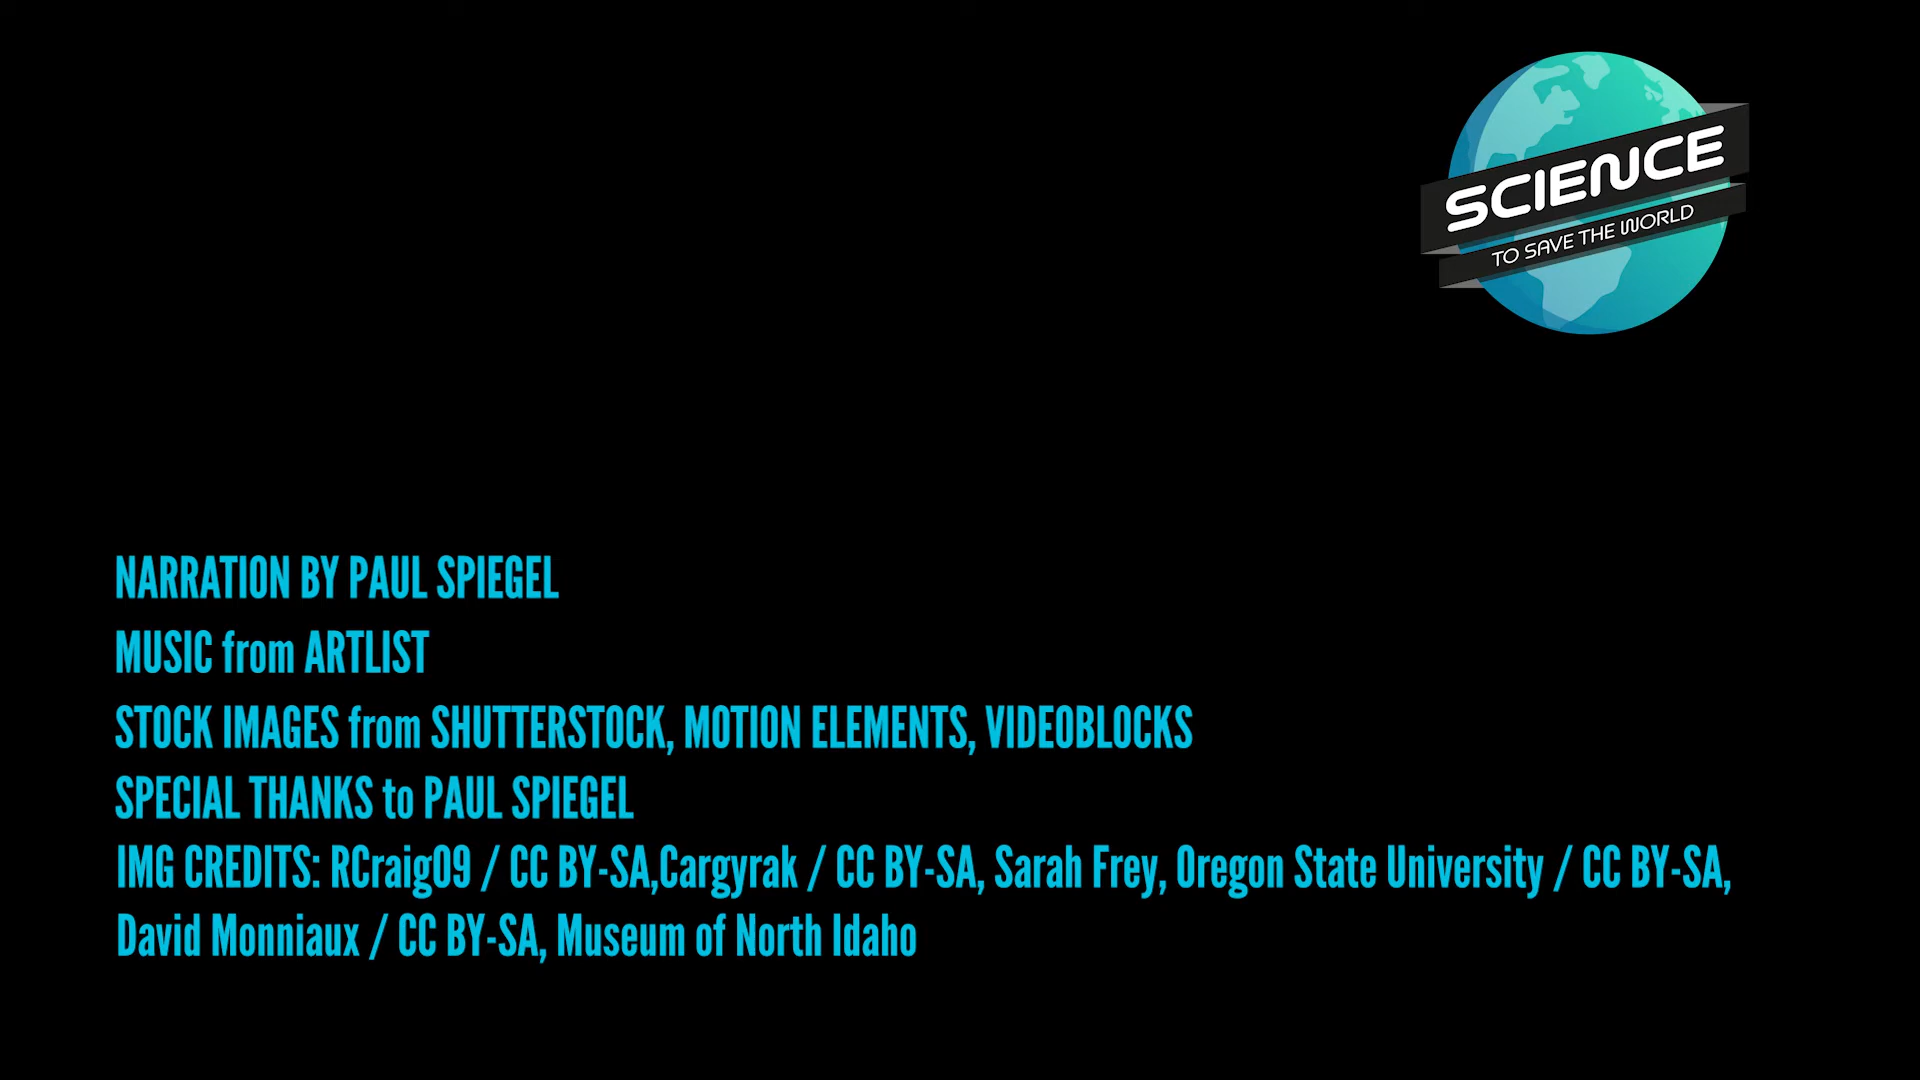 SCIENCE
TO SAVE THE WORLD
NARRATION BY PAUL SPIEGEL
MUSIC from ARTLIST
STOCK IMAGES from SHUTTERSTOCK, MOTION ELEMENTS, VIDEOBLOCKS
SPECIAL THANKS to PAUL SPIEGEL
IMG CREDITS: RCraig09 / CC BY-SA,Cargyrak / CC BY-SA, Sarah Frey, Oregon State University / CC BY-SA,
David Monniaux / CC BY-SA, Museum of North Idaho